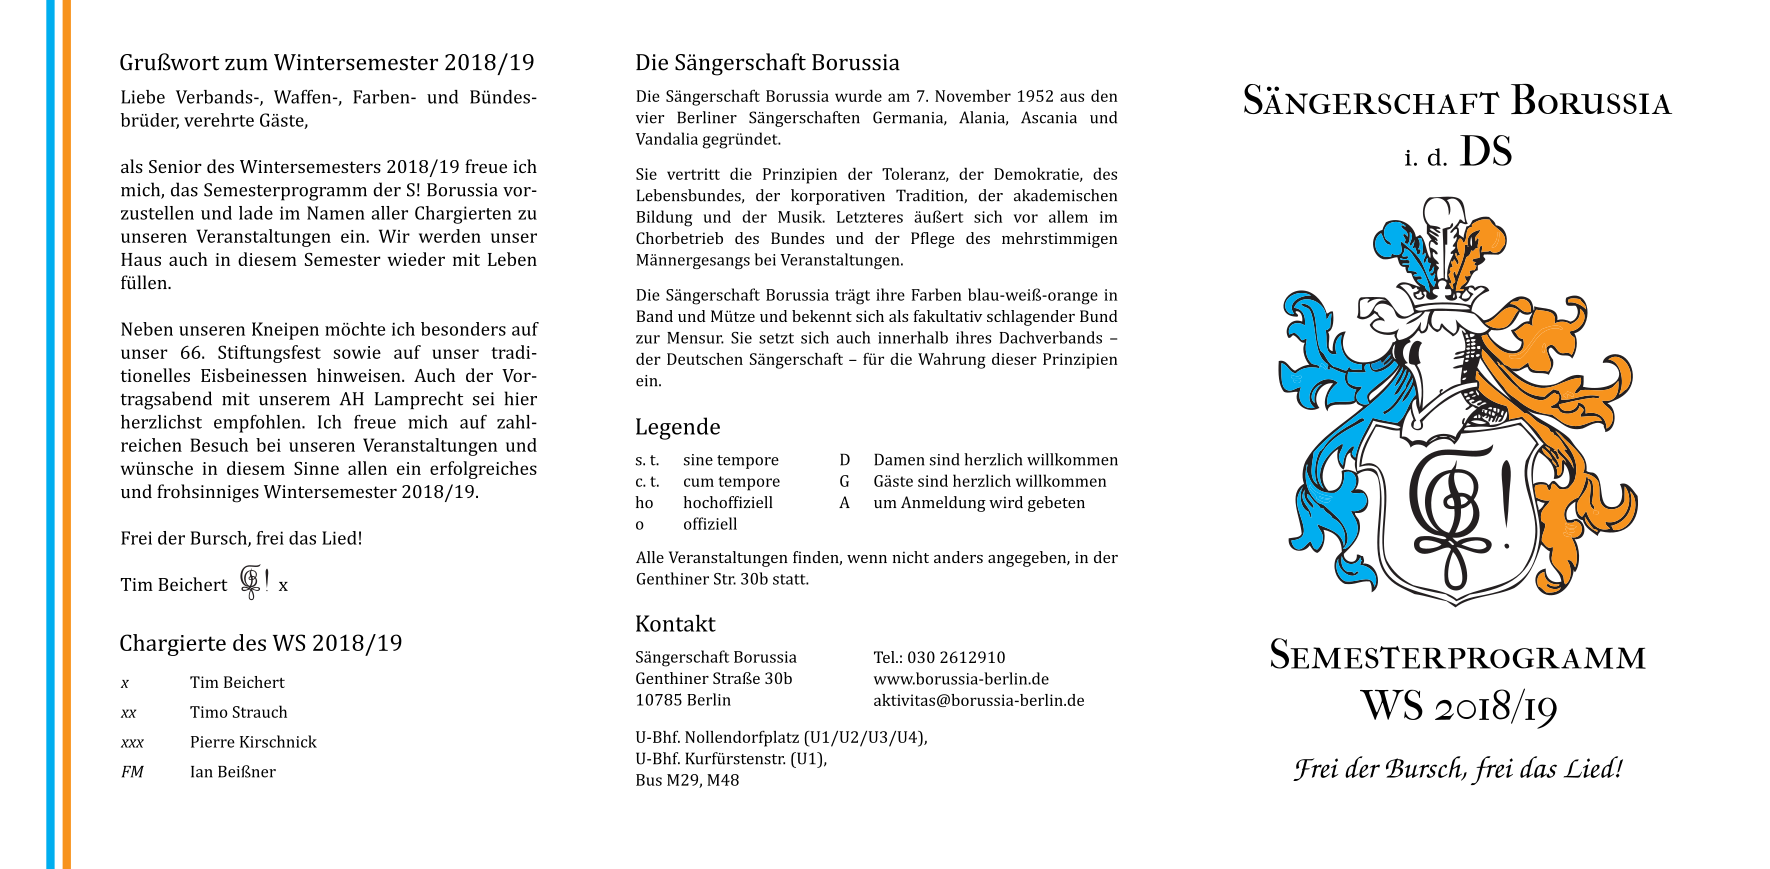 Grußwort zum Wintersemester 2018/19
Liebe Verbands-, Waffen-, Farben- und Bündes-
brüder, verehrte Gäste,
als Senior des Wintersemesters 2018/19 freue ich
mich, das Semesterprogramm der S! Borussia vor-
zustellen und lade im Namen aller Chargierten zu
unseren Veranstaltungen ein. Wir werden unser
Haus auch in diesem Semester wieder mit Leben
füllen.
Neben unseren Kneipen möchte ich besonders auf
unser 66. Stiftungsfest sowie auf unser tradi-
tionelles Eisbeinessen hinweisen. Auch der Vor-
tragsabend mit unserem AH Lamprecht sei hier
herzlichst empfohlen. Ich freue mich auf zahl-
reichen Besuch bei unseren Veranstaltungen und
wünsche in diesem Sinne allen ein erfolgreiches
und frohsinniges Wintersemester 2018/19.
Frei der Bursch, frei das Lied!
Tim Beichert ! x
Chargierte des WS 2018/19
x Tim Beichert
xx Timo Strauch
xxx Pierre Kirschnick
FM Ian Beißner
Die Sängerschaft Borussia
Die Sängerschaft Borussia wurde am 7. November 1952 aus den
vier Berliner Sängerschaften Germania, Alania, Ascania und
Vandalia gegründet.
Sie vertritt die Prinzipien der Toleranz, der Demokratie, des
Lebensbundes, der korporativen Tradition, der akademischen
Bildung und der Musik. Letzteres äußert sich vor allem im
Chorbetrieb des Bundes und der Pflege des mehrstimmigen
Männergesangs bei Veranstaltungen.
Die Sängerschaft Borussia trägt ihre Farben blau-weiß-orange in
Band und Mütze und bekennt sich als fakultativ schlagender Bund
zur Mensur. Sie setzt sich auch innerhalb ihres Dachverbands –
der Deutschen Sängerschaft – für die Wahrung dieser Prinzipien
ein.
Legende
s. t. sine tempore D Damen sind herzlich willkommen
c. t. cum tempore G Gäste sind herzlich willkommen
ho hochoffiziell A um Anmeldung wird gebeten
o offiziell
Alle Veranstaltungen finden, wenn nicht anders angegeben, in der
Genthiner Str. 30b statt.
Kontakt
Sängerschaft Borussia Tel.: 030 2612910
Genthiner Straße 30b www.borussia-berlin.de
10785 Berlin aktivitas@borussia-berlin.de
U-Bhf. Nollendorfplatz (U1/U2/U3/U4),
U-Bhf. Kurfürstenstr. (U1),
Bus M29, M48
Sängerschaft Borussia
i. d. DS
!
Semesterprogramm
WS 2018/19
Frei der Bursch, frei das Lied!